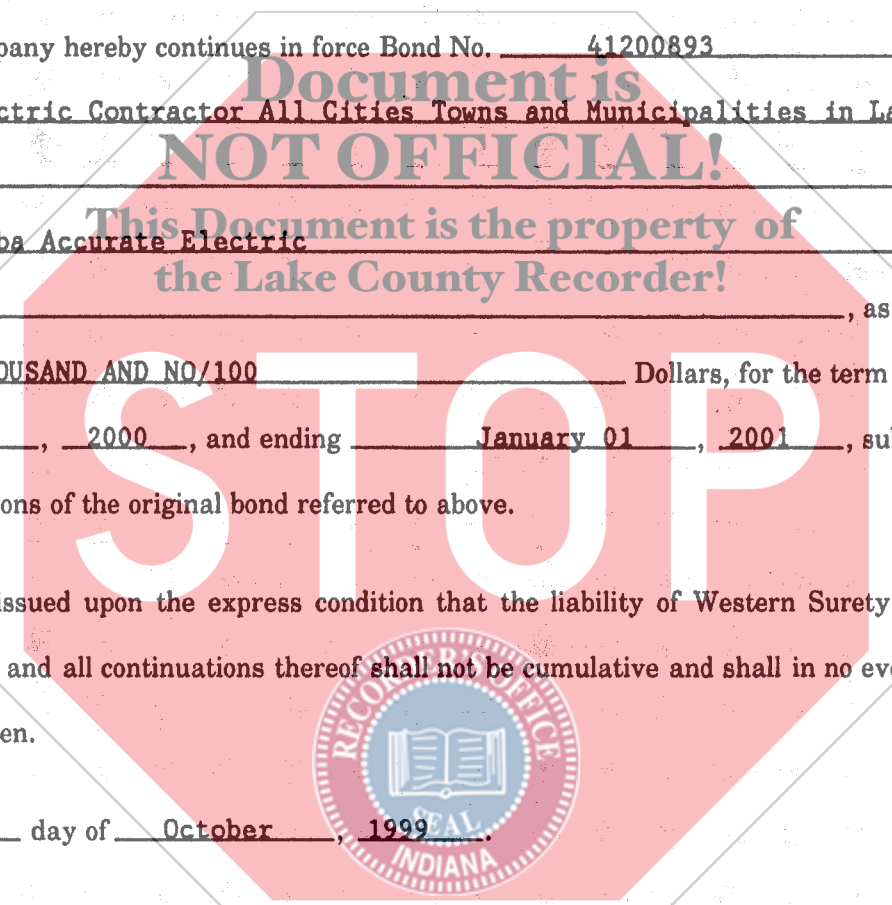 pany hereby continues in force Bond No. 41200893
Document is
ctric Contractor All Cities Towns and Municipalities in La
NOT OFFICIAL!
This Document is the property of
ba Accurate Electric
the Lake County Recorder!
, as
OUSAND AND NO/100 Dollars, for the term
STOP
, 2000 , and ending January 01 , 2001 , sul
ons of the original bond referred to above.
issued upon the express condition that the liability of Western Surety
and all continuations thereof shall not be cumulative and shall in no eve
en.
RECORDER'S OFFICE
SEAL
INDIANA
day of October , 1999 .